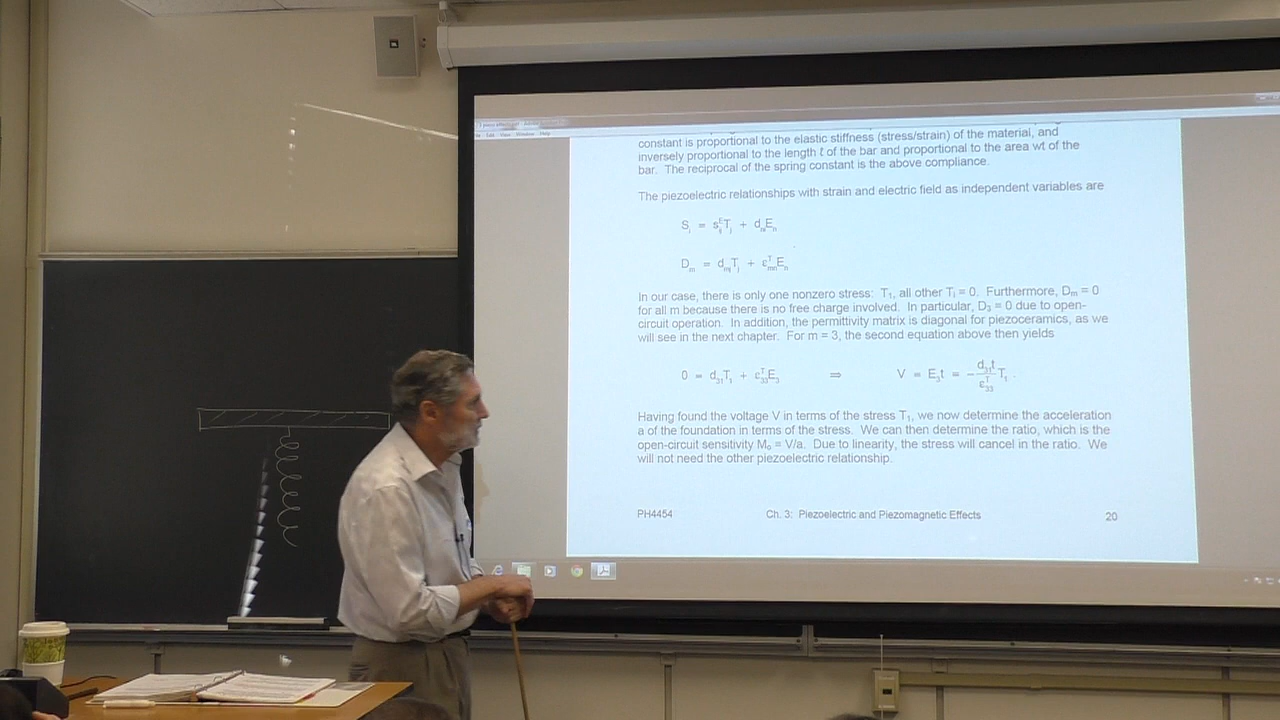 Edit View Window Help
constant is proportional to the elastic stiffness (stress/strain) of the material, and
inversely proportional to the length ℓ of the bar and proportional to the area wt of the
bar. The reciprocal of the spring constant is the above compliance.
The piezoelectric relationships with strain and electric field as independent variables are
Sᵢ = sᵢⱼᴱTⱼ + dₙᵢEₙ
Dₘ = dₘⱼTⱼ + εₘₙᵀEₙ
In our case, there is only one nonzero stress: T₁, all other Tᵢ = 0. Furthermore, Dₘ = 0
for all m because there is no free charge involved. In particular, D₃ = 0 due to open-
circuit operation. In addition, the permittivity matrix is diagonal for piezoceramics, as we
will see in the next chapter. For m = 3, the second equation above then yields
0 = d₃₁T₁ + ε₃₃ᵀE₃ ⇒ V = E₃t = -d₃₁t/ε₃₃ᵀ T₁ .
Having found the voltage V in terms of the stress T₁, we now determine the acceleration
a of the foundation in terms of the stress. We can then determine the ratio, which is the
open-circuit sensitivity Mₒ = V/a. Due to linearity, the stress will cancel in the ratio. We
will not need the other piezoelectric relationship.
PH4454 Ch. 3: Piezoelectric and Piezomagnetic Effects 20